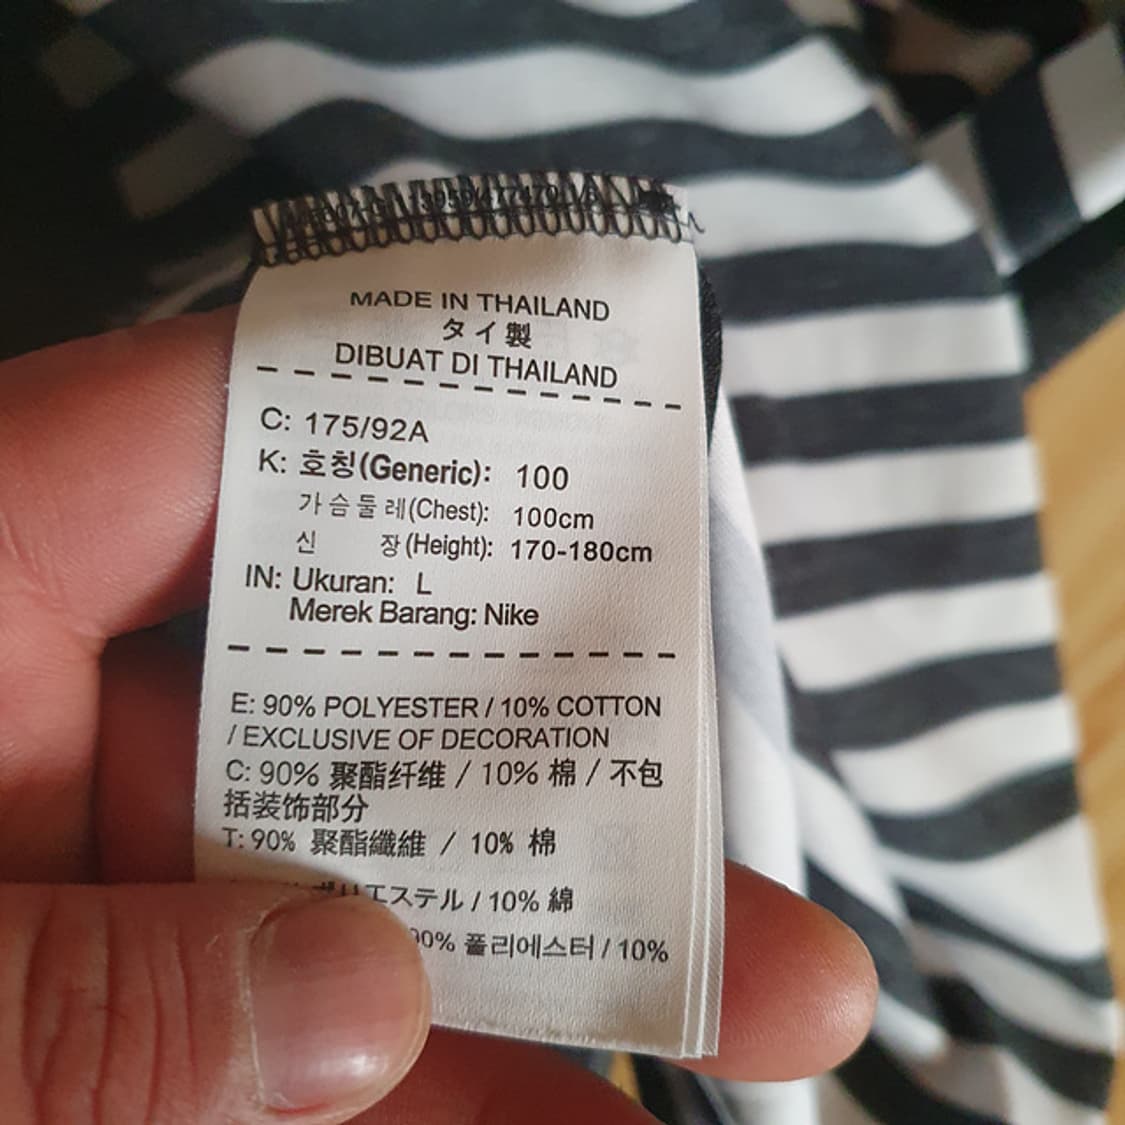 MADE IN THAILAND
タイ製
DIBUAT DI THAILAND
C: 175/92A
K: 호칭(Generic): 100
가슴둘레(Chest): 100cm
신 장(Height): 170-180cm
IN: Ukuran: L
Merek Barang: Nike
E: 90% POLYESTER / 10% COTTON
/ EXCLUSIVE OF DECORATION
C: 90% 聚酯纤维 / 10% 棉 / 不包
括装饰部分
T: 90% 聚酯纖維 / 10% 棉
ポリエステル / 10% 綿
90% 폴리에스터 / 10%